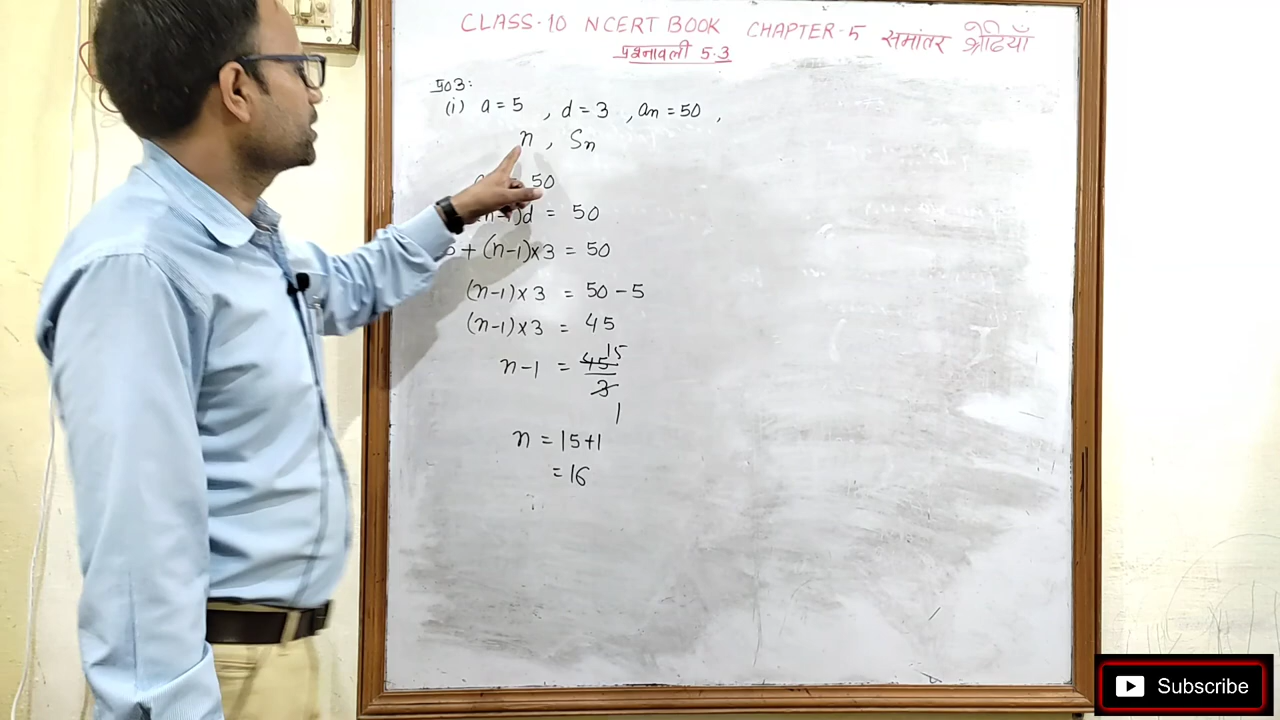 CLASS-10 NCERT BOOK CHAPTER-5 समांतर श्रेढियाँ
प्रश्नावली 5.3
प्र03:
(i) a = 5 , d = 3 , an = 50 ,
n , Sn
50
d = 50
+ (n-1)×3 = 50
(n-1)×3 = 50 - 5
(n-1)×3 = 45
15
n-1 = 45/3
1
n = 15+1
= 16
Subscribe